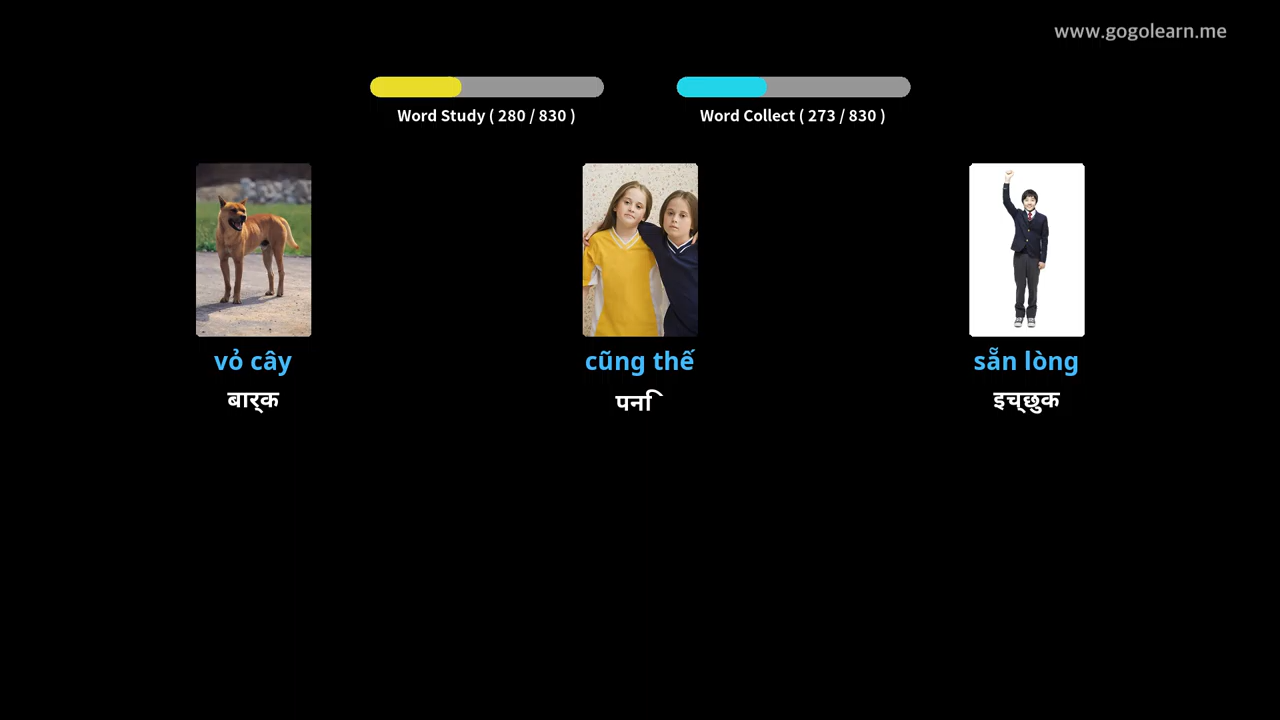 www.gogolearn.me
Word Study ( 280 / 830 )
Word Collect ( 273 / 830 )
vỏ cây
cũng thế
sẵn lòng
बार्‍क
पनि
इच्‍छुक